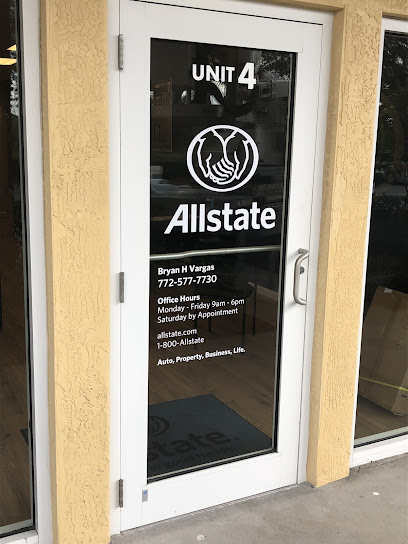 UNIT 4
Allstate
Bryan H Vargas
772-577-7730
Office Hours
Monday - Friday 9am - 6pm
Saturday by Appointment
allstate.com
1-800-Allstate
Auto, Property, Business, Life.
Allstate.